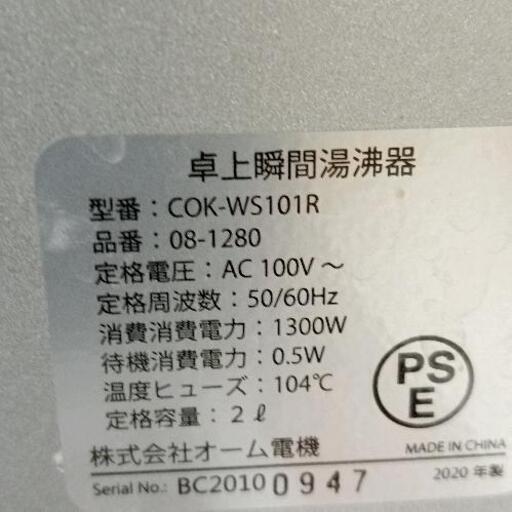 卓上瞬間湯沸器
型番：COK-WS101R
品番：08-1280
定格電圧：AC 100V～
定格周波数：50/60Hz
消費消費電力：1300W
待機消費電力：0.5W
温度ヒューズ：104℃
定格容量：2ℓ
PS
E
株式会社オーム電機
MADE IN CHINA
Serial No.: BC2010 0947
2020 年製